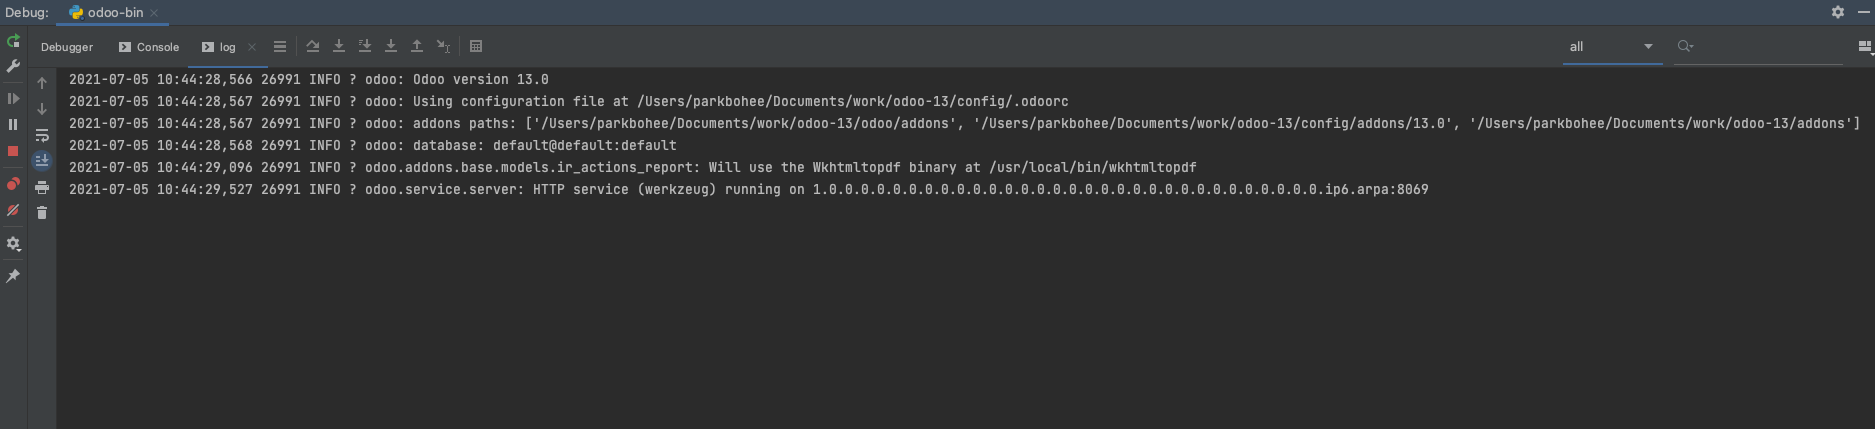 Debug: odoo-bin
Debugger Console log all
2021-07-05 10:44:28,566 26991 INFO ? odoo: Odoo version 13.0
2021-07-05 10:44:28,567 26991 INFO ? odoo: Using configuration file at /Users/parkbohee/Documents/work/odoo-13/config/.odoorc
2021-07-05 10:44:28,567 26991 INFO ? odoo: addons paths: ['/Users/parkbohee/Documents/work/odoo-13/odoo/addons', '/Users/parkbohee/Documents/work/odoo-13/config/addons/13.0', '/Users/parkbohee/Documents/work/odoo-13/addons']
2021-07-05 10:44:28,568 26991 INFO ? odoo: database: default@default:default
2021-07-05 10:44:29,096 26991 INFO ? odoo.addons.base.models.ir_actions_report: Will use the Wkhtmltopdf binary at /usr/local/bin/wkhtmltopdf
2021-07-05 10:44:29,527 26991 INFO ? odoo.service.server: HTTP service (werkzeug) running on 1.0.0.0.0.0.0.0.0.0.0.0.0.0.0.0.0.0.0.0.0.0.0.0.0.0.0.0.0.0.0.0.ip6.arpa:8069